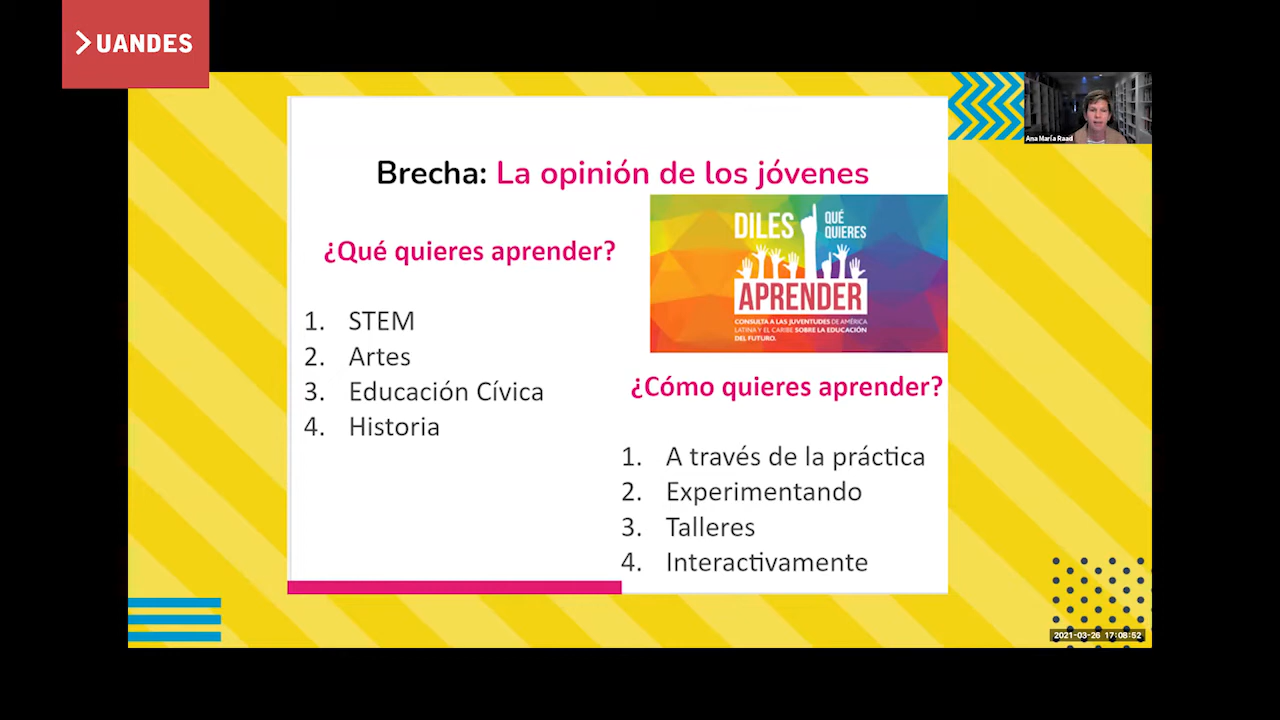 UANDES
Ana María Raad
Brecha: La opinión de los jóvenes
¿Qué quieres aprender?
1. STEM
2. Artes
3. Educación Cívica
4. Historia
DILES QUÉ
QUIERES
APRENDER
CONSULTA A LAS JUVENTUDES DE AMÉRICA
LATINA Y EL CARIBE SOBRE LA EDUCACIÓN
DEL FUTURO.
¿Cómo quieres aprender?
1. A través de la práctica
2. Experimentando
3. Talleres
4. Interactivamente
2021-03-26 17:08:52